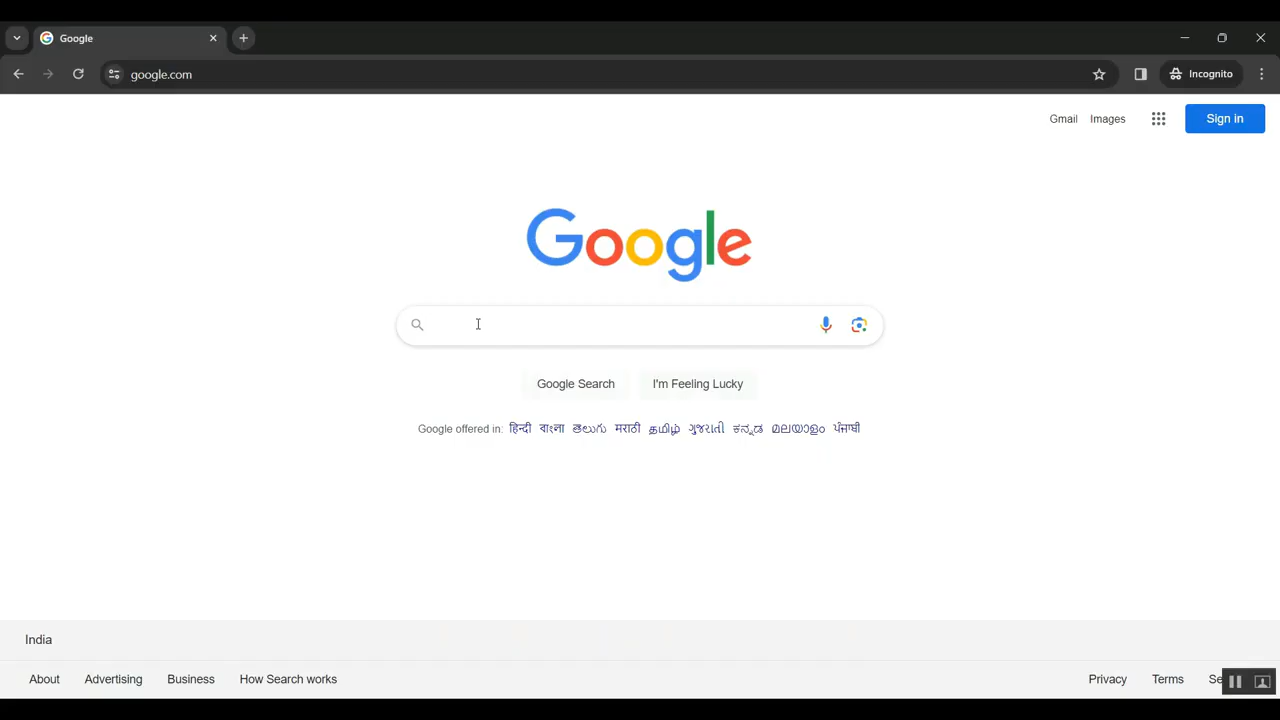 Google
google.com
Incognito
Gmail Images Sign in
Google
Google Search I'm Feeling Lucky
Google offered in: हिन्दी বাংলা తెలుగు मराठी தமிழ் ગુજરાતી ಕನ್ನಡ മലയാളം ਪੰਜਾਬੀ
India
About Advertising Business How Search works Privacy Terms Se